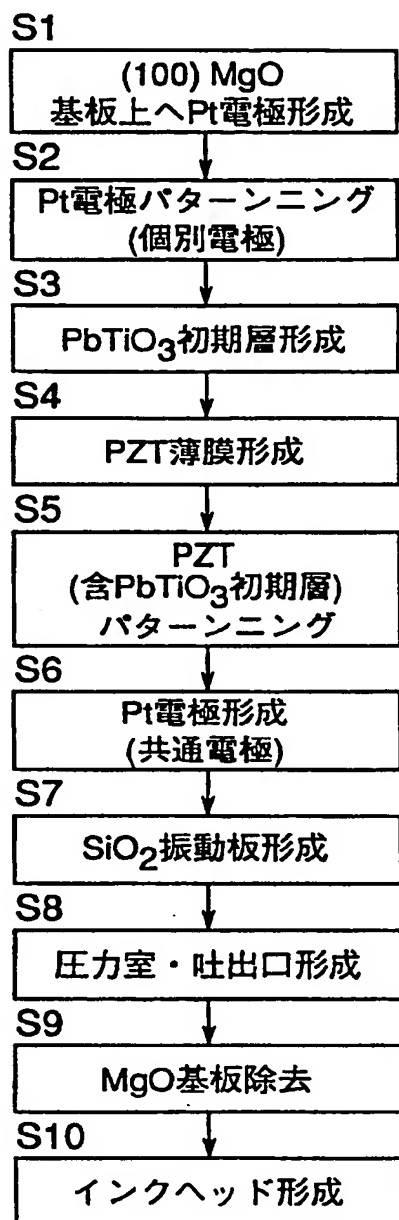 S1
(100) MgO
基板上へPt電極形成
S2
Pt電極パターンニング
(個別電極)
S3
PbTiO3初期層形成
S4
PZT薄膜形成
S5
PZT
(含PbTiO3初期層)
パターンニング
S6
Pt電極形成
(共通電極)
S7
SiO2振動板形成
S8
圧力室・吐出口形成
S9
MgO基板除去
S10
インクヘッド形成